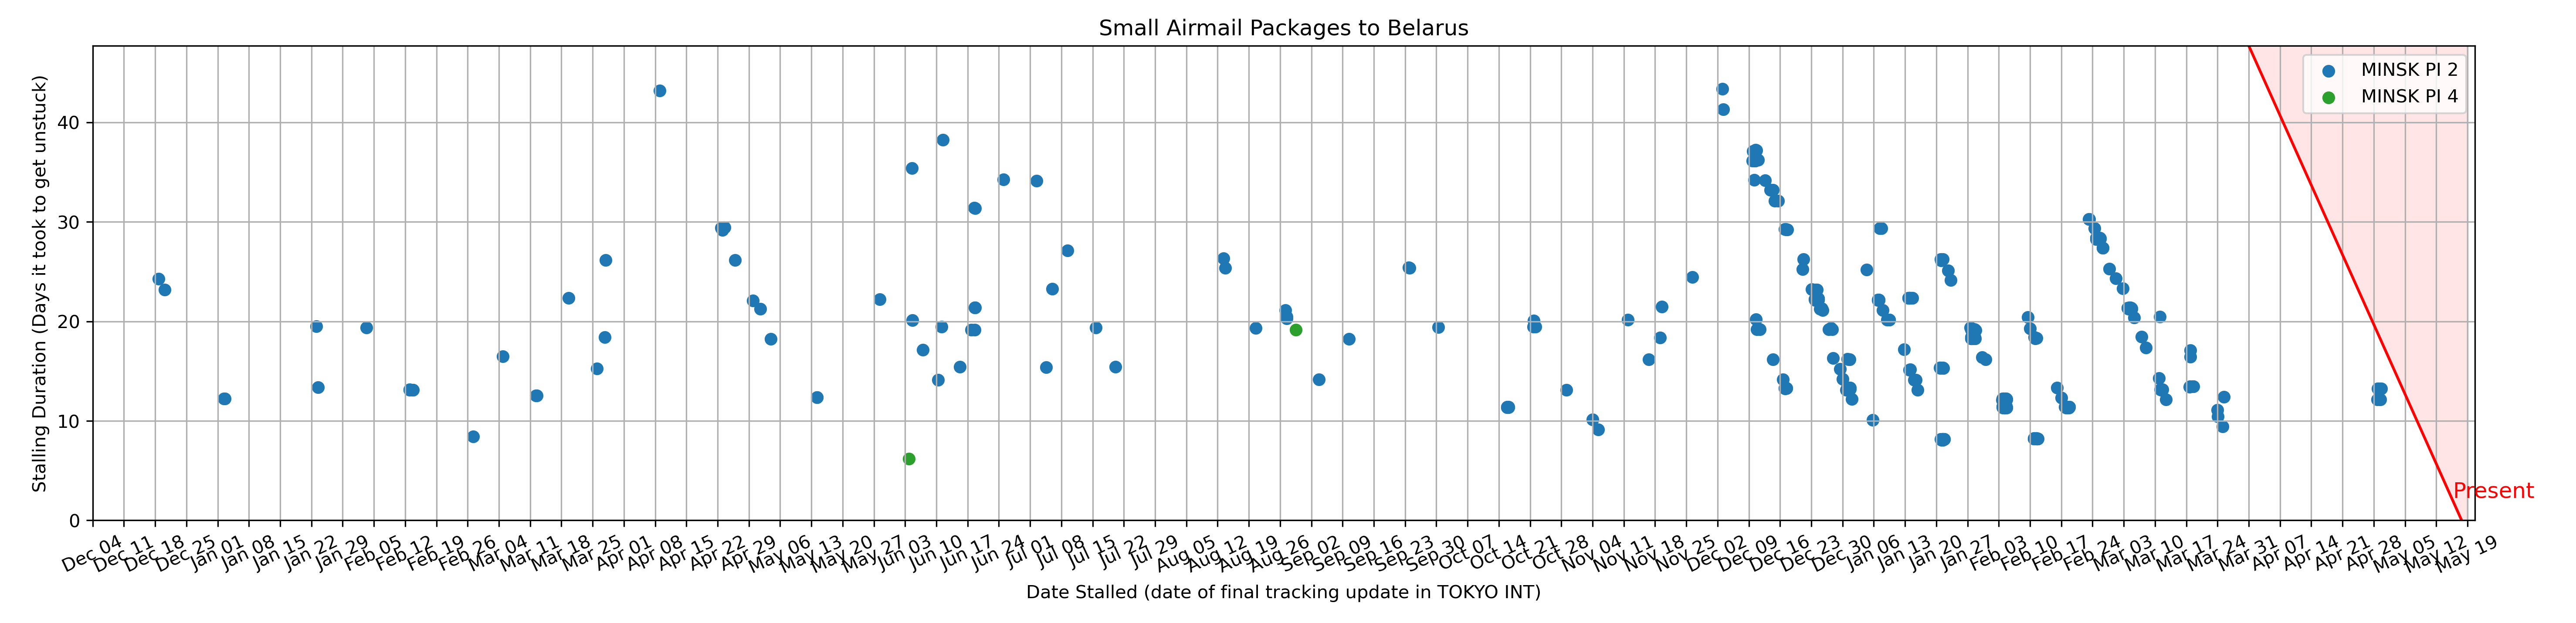 Small Airmail Packages to Belarus
Stalling Duration (Days it took to get unstuck)
40
30
20
10
0
MINSK PI 2
MINSK PI 4
Present
Dec 04
Dec 11
Dec 18
Dec 25
Jan 01
Jan 08
Jan 15
Jan 22
Jan 29
Feb 05
Feb 12
Feb 19
Feb 26
Mar 04
Mar 11
Mar 18
Mar 25
Apr 01
Apr 08
Apr 15
Apr 22
Apr 29
May 06
May 13
May 20
May 27
Jun 03
Jun 10
Jun 17
Jun 24
Jul 01
Jul 08
Jul 15
Jul 22
Jul 29
Aug 05
Aug 12
Aug 19
Aug 26
Sep 02
Sep 09
Sep 16
Sep 23
Sep 30
Oct 07
Oct 14
Oct 21
Oct 28
Nov 04
Nov 11
Nov 18
Nov 25
Dec 02
Dec 09
Dec 16
Dec 23
Dec 30
Jan 06
Jan 13
Jan 20
Jan 27
Feb 03
Feb 10
Feb 17
Feb 24
Mar 03
Mar 10
Mar 17
Mar 24
Mar 31
Apr 07
Apr 14
Apr 21
Apr 28
May 05
May 12
May 19
Date Stalled (date of final tracking update in TOKYO INT)